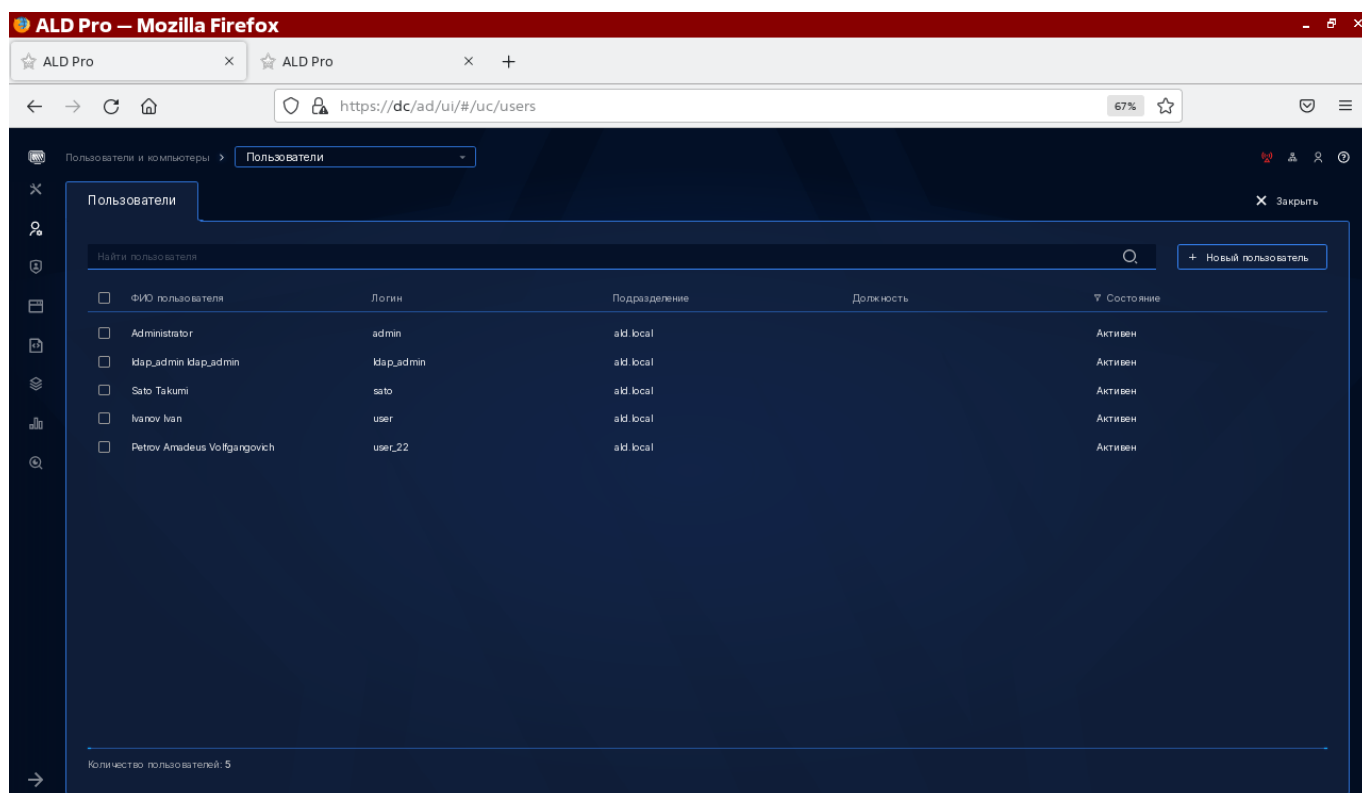 ALD Pro — Mozilla Firefox
ALD Pro
ALD Pro
https://dc/ad/ui/#/uc/users
67%
Пользователи и компьютеры
Пользователи
Пользователи
Закрыть
Найти пользователя
+ Новый пользователь
ФИО пользователя Логин Подразделение Должность Состояние
Administrator admin ald.local Активен
ldap_admin ldap_admin ldap_admin ald.local Активен
Sato Takumi sato ald.local Активен
Ivanov Ivan user ald.local Активен
Petrov Amadeus Volfgangovich user_22 ald.local Активен
Количество пользователей: 5